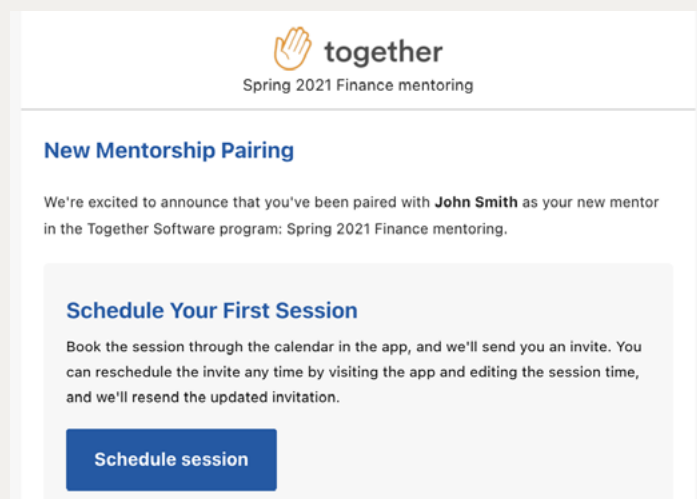 together
Spring 2021 Finance mentoring
New Mentorship Pairing
We're excited to announce that you've been paired with John Smith as your new mentor
in the Together Software program: Spring 2021 Finance mentoring.
Schedule Your First Session
Book the session through the calendar in the app, and we'll send you an invite. You
can reschedule the invite any time by visiting the app and editing the session time,
and we'll resend the updated invitation.
Schedule session